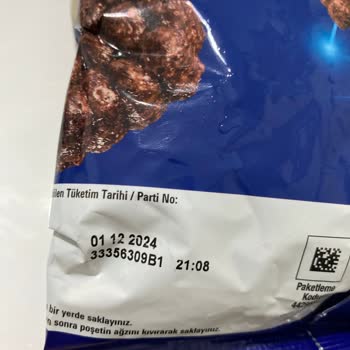 Tüketim Tarihi / Parti No:
01 12 2024
33356309B1 21:08
Paketleme
bir yerde saklayınız.
sonra poşetin ağzını kıvırarak saklayınız.